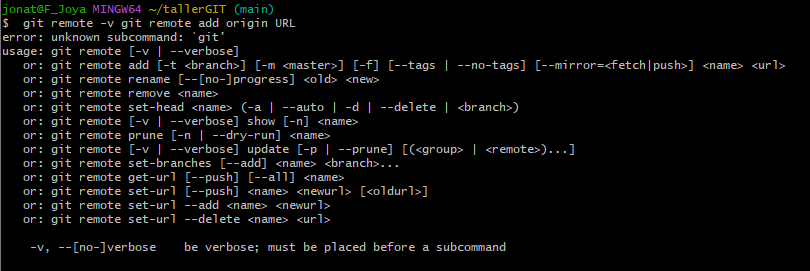 jonat@F_Joya MINGW64 ~/tallerGIT (main)
$  git remote -v git remote add origin URL
error: unknown subcommand: `git'
usage: git remote [-v | --verbose]
   or: git remote add [-t <branch>] [-m <master>] [-f] [--tags | --no-tags] [--mirror=<fetch|push>] <name> <url>
   or: git remote rename [--[no-]progress] <old> <new>
   or: git remote remove <name>
   or: git remote set-head <name> (-a | --auto | -d | --delete | <branch>)
   or: git remote [-v | --verbose] show [-n] <name>
   or: git remote prune [-n | --dry-run] <name>
   or: git remote [-v | --verbose] update [-p | --prune] [(<group> | <remote>)...]
   or: git remote set-branches [--add] <name> <branch>...
   or: git remote get-url [--push] [--all] <name>
   or: git remote set-url [--push] <name> <newurl> [<oldurl>]
   or: git remote set-url --add <name> <newurl>
   or: git remote set-url --delete <name> <url>
    -v, --[no-]verbose    be verbose; must be placed before a subcommand